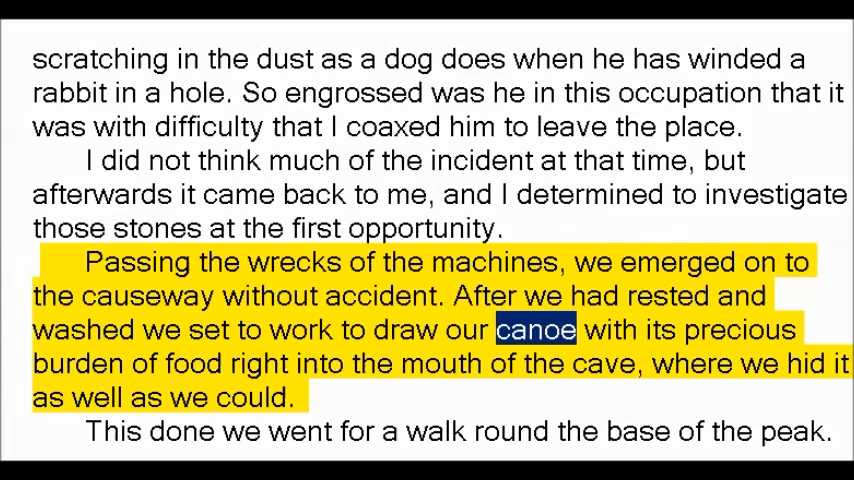 scratching in the dust as a dog does when he has winded a
rabbit in a hole. So engrossed was he in this occupation that it
was with difficulty that I coaxed him to leave the place.
I did not think much of the incident at that time, but
afterwards it came back to me, and I determined to investigate
those stones at the first opportunity.
Passing the wrecks of the machines, we emerged on to
the causeway without accident. After we had rested and
washed we set to work to draw our canoe with its precious
burden of food right into the mouth of the cave, where we hid it
as well as we could.
This done we went for a walk round the base of the peak.